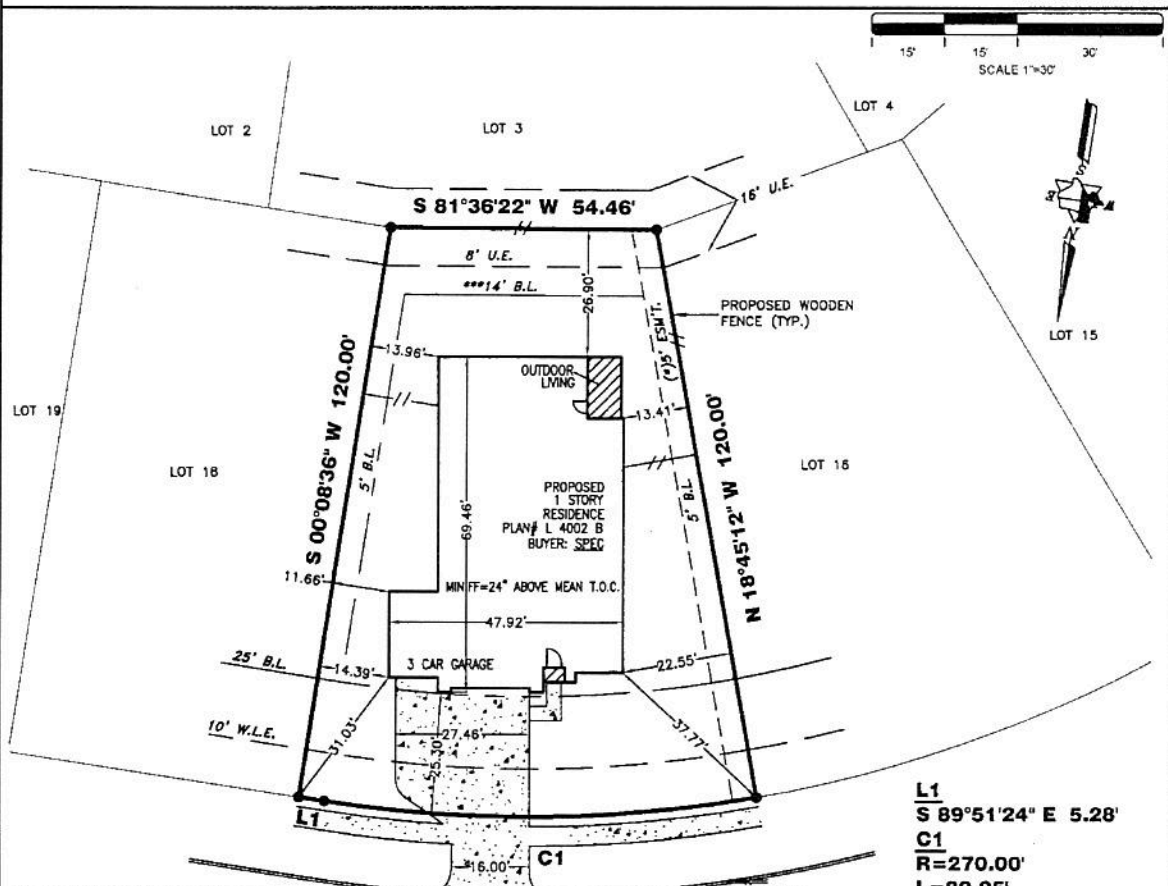 15' 15' 30'
SCALE 1"=30'
LOT 2
LOT 3
LOT 4
S 81°36'22" W 54.46'
16' U.E.
8' U.E.
***14' B.L.
26.90'
PROPOSED WOODEN
FENCE (TYP.)
S
N
LOT 15
(*)5' ESM'T.
13.96'
OUTDOOR
LIVING
13.41'
LOT 19
S 00°08'36" W 120.00'
N 18°45'12" W 120.00'
LOT 18
LOT 16
5' B.L.
5' B.L.
69.46'
PROPOSED
1 STORY
RESIDENCE
PLAN# L 4002 B
BUYER: SPEC
11.66'
MIN FF=24" ABOVE MEAN T.O.C.
47.92'
25' B.L.
14.39'
3 CAR GARAGE
22.55'
10' W.L.E.
31.03'
27.46'
25.30'
37.77'
L1
C1
16.00'
L1
S 89°51'24" E 5.28'
C1
R=270.00'